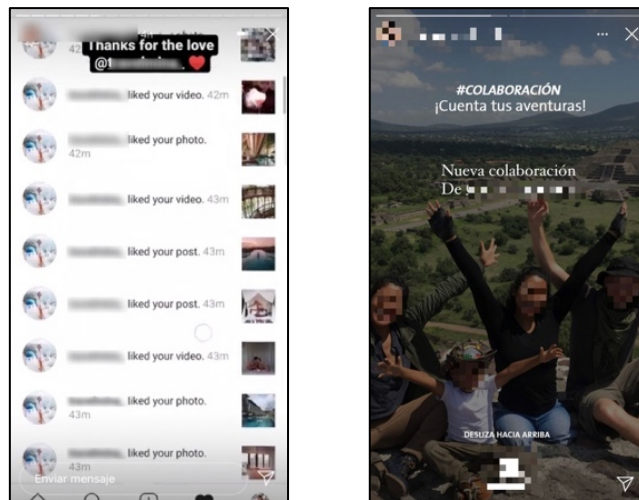 42
Thanks for the love
@
liked your video. 42m
liked your photo.
42m
liked your video. 43m
liked your post. 43m
liked your post. 43m
liked your video. 43m
liked your photo.
43m
liked your photo.
43m
Enviar mensaje
#COLABORACIÓN
¡Cuenta tus aventuras!
Nueva colaboración
De
DESLIZA HACIA ARRIBA